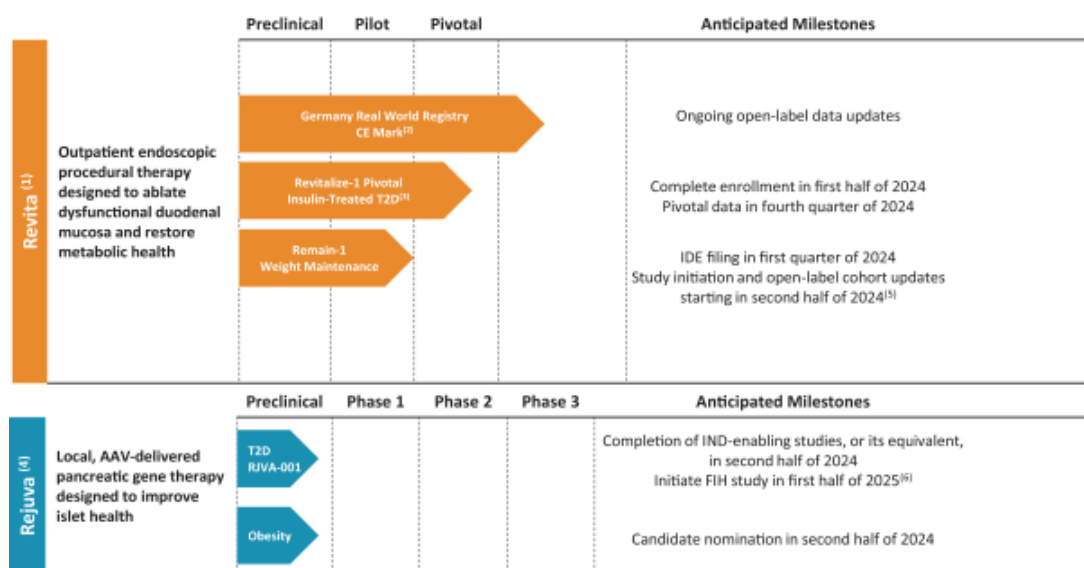 Preclinical Pilot Pivotal Anticipated Milestones
Revita (1)
Outpatient endoscopic
procedural therapy
designed to ablate
dysfunctional duodenal
mucosa and restore
metabolic health
Germany Real World Registry
CE Mark(2)
Ongoing open-label data updates
Revitalize-1 Pivotal
Insulin-Treated T2D
Complete enrollment in first half of 2024
Pivotal data in fourth quarter of 2024
Remain-1
Weight Maintenance
IDE filing in first quarter of 2024
Study initiation and open-label cohort updates
starting in second half of 2024(5)
Preclinical Phase 1 Phase 2 Phase 3 Anticipated Milestones
Rejuva (4)
Local, AAV-delivered
pancreatic gene therapy
designed to improve
islet health
T2D
RJVA-001
Completion of IND-enabling studies, or its equivalent,
in second half of 2024
Initiate FIH study in first half of 2025(6)
Obesity
Candidate nomination in second half of 2024